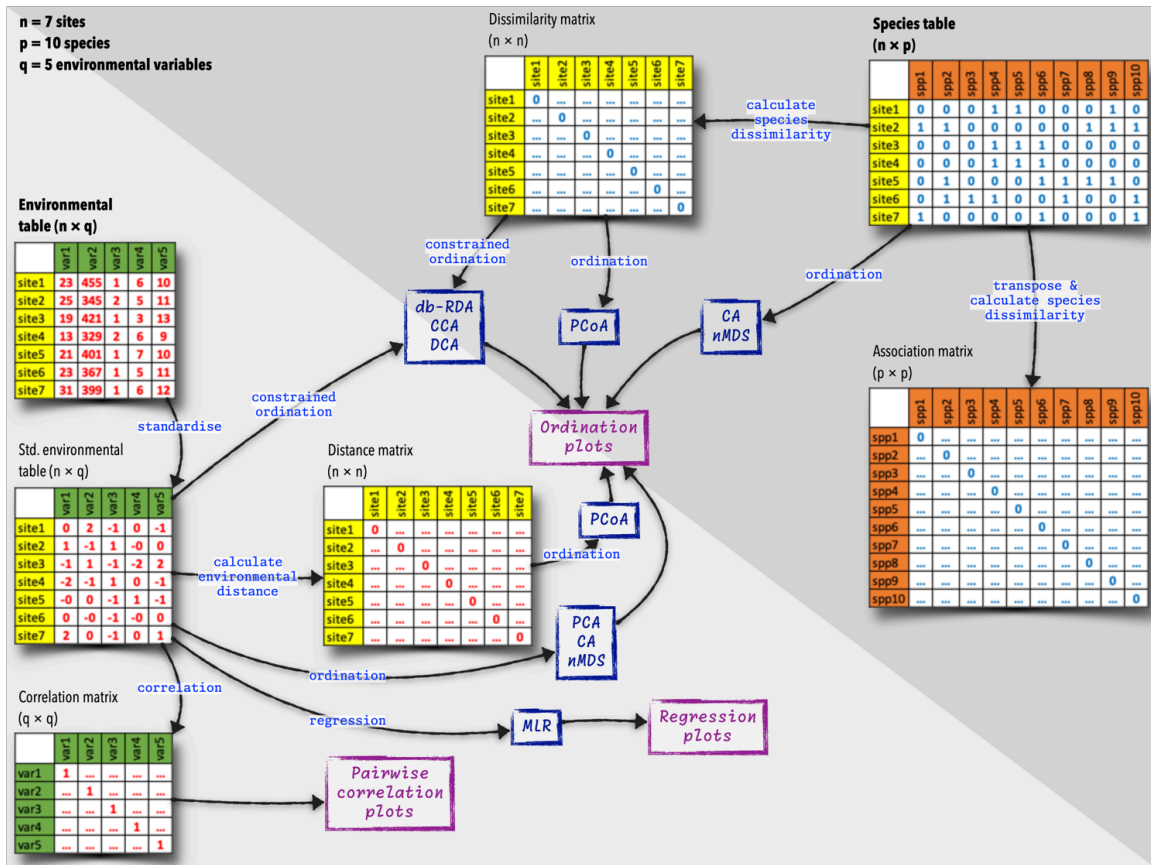 n = 7 sites
p = 10 species
q = 5 environmental variables
Dissimilarity matrix
(n × n)
site1 site2 site3 site4 site5 site6 site7
site1 0 ... ... ... ... ... ...
site2 ... 0 ... ... ... ... ...
site3 ... ... 0 ... ... ... ...
site4 ... ... ... 0 ... ... ...
site5 ... ... ... ... 0 ... ...
site6 ... ... ... ... ... 0 ...
site7 ... ... ... ... ... ... 0
calculate
species
dissimilarity
Species table
(n × p)
spp1 spp2 spp3 spp4 spp5 spp6 spp7 spp8 spp9 spp10
site1 0 0 0 1 1 0 0 0 1 0
site2 1 1 0 0 0 0 0 1 1 1
site3 0 0 0 1 1 1 0 0 0 0
site4 0 0 0 1 1 1 0 0 0 0
site5 0 1 0 0 1 1 1 1 1 0
site6 0 1 1 1 0 0 1 0 0 1
site7 1 0 0 0 0 1 0 0 0 1
Environmental
table (n × q)
var1 var2 var3 var4 var5
site1 23 455 1 6 10
site2 25 345 2 5 11
site3 19 421 1 3 13
site4 13 329 2 6 9
site5 21 401 1 7 10
site6 23 367 1 5 11
site7 31 399 1 6 12
constrained
ordination
ordination
ordination
transpose &
calculate species
dissimilarity
db-RDA
CCA
DCA
PCoA
CA
nMDS
Association matrix
(p × p)
spp1 spp2 spp3 spp4 spp5 spp6 spp7 spp8 spp9 spp10
spp1 0 ... ... ... ... ... ... ... ... ...
spp2 ... 0 ... ... ... ... ... ... ... ...
spp3 ... ... 0 ... ... ... ... ... ... ...
spp4 ... ... ... 0 ... ... ... ... ... ...
spp5 ... ... ... ... 0 ... ... ... ... ...
spp6 ... ... ... ... ... 0 ... ... ... ...
spp7 ... ... ... ... ... ... 0 ... ... ...
spp8 ... ... ... ... ... ... ... 0 ... ...
spp9 ... ... ... ... ... ... ... ... 0 ...
spp10 ... ... ... ... ... ... ... ... ... 0
standardise
constrained
ordination
Ordination
plots
Std. environmental
table (n × q)
var1 var2 var3 var4 var5
site1 0 2 -1 0 -1
site2 1 -1 1 -0 0
site3 -1 1 -1 -2 2
site4 -2 -1 1 0 -1
site5 -0 0 -1 1 -1
site6 0 -0 -1 -0 0
site7 2 0 -1 0 1
calculate
environmental
distance
Distance matrix
(n × n)
site1 site2 site3 site4 site5 site6 site7
site1 0 ... ... ... ... ... ...
site2 ... 0 ... ... ... ... ...
site3 ... ... 0 ... ... ... ...
site4 ... ... ... 0 ... ... ...
site5 ... ... ... ... 0 ... ...
site6 ... ... ... ... ... 0 ...
site7 ... ... ... ... ... ... 0
ordination
PCoA
PCA
CA
nMDS
ordination
correlation
regression
MLR
Regression
plots
Correlation matrix
(q × q)
var1 var2 var3 var4 var5
var1 1 ... ... ... ...
var2 ... 1 ... ... ...
var3 ... ... 1 ... ...
var4 ... ... ... 1 ...
var5 ... ... ... ... 1
Pairwise
correlation
plots